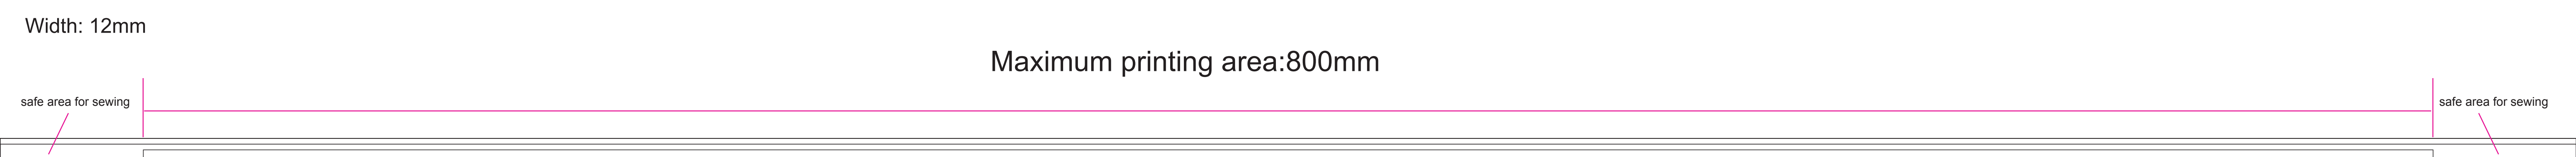 Width: 12mm
Maximum printing area:800mm
safe area for sewing
safe area for sewing